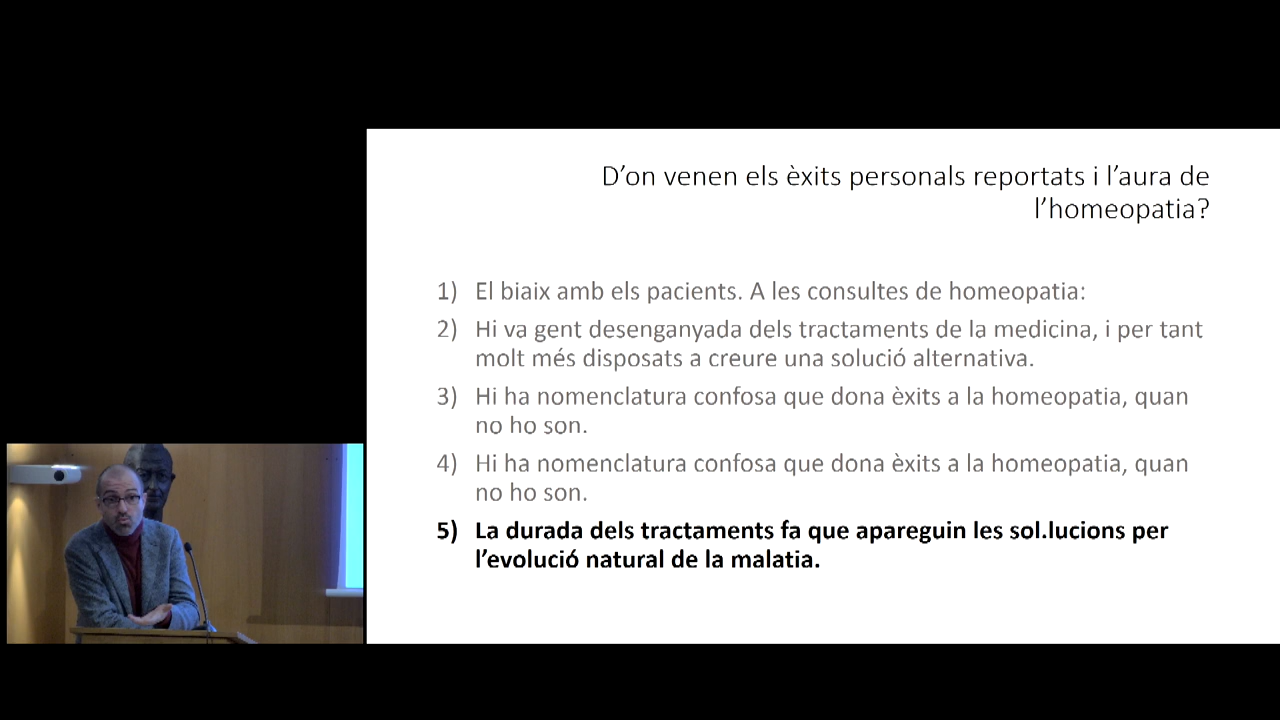 D’on venen els èxits personals reportats i l’aura de
l’homeopatia?
1) El biaix amb els pacients. A les consultes de homeopatia:
2) Hi va gent desenganyada dels tractaments de la medicina, i per tant
molt més disposats a creure una solució alternativa.
3) Hi ha nomenclatura confosa que dona èxits a la homeopatia, quan
no ho son.
4) Hi ha nomenclatura confosa que dona èxits a la homeopatia, quan
no ho son.
5) La durada dels tractaments fa que apareguin les sol.lucions per
l’evolució natural de la malatia.